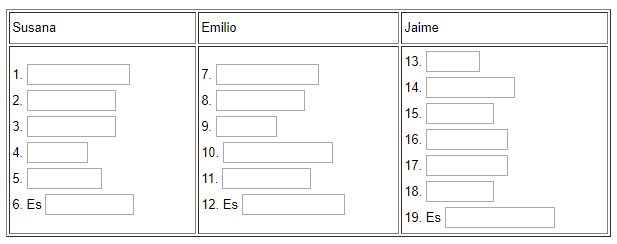 Susana
Emilio
Jaime
1.
2.
3.
4.
5.
6. Es
7.
8.
9.
10.
11.
12. Es
13.
14.
15.
16.
17.
18.
19. Es